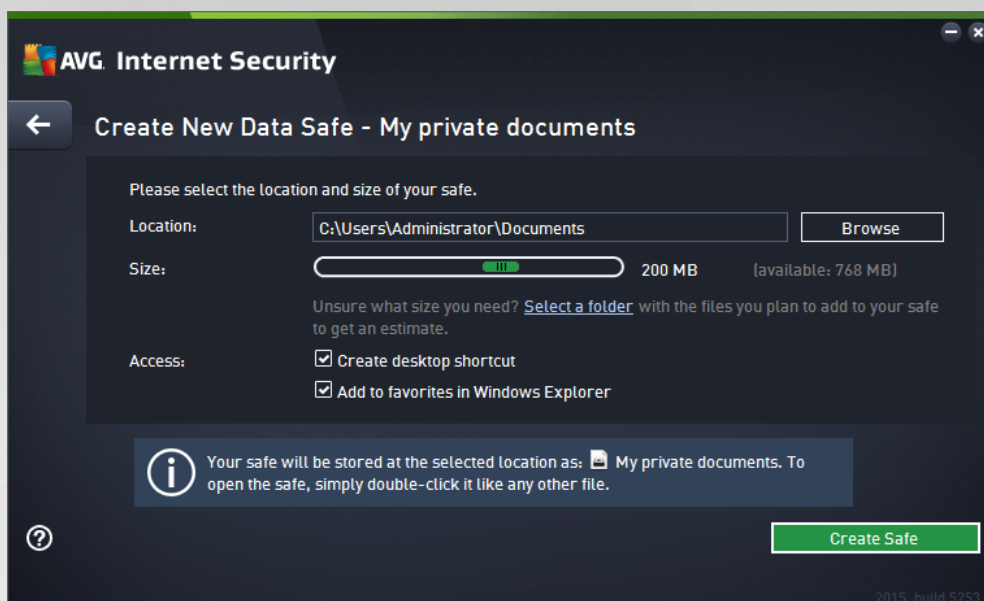 AVG. Internet Security
Create New Data Safe - My private documents
Please select the location and size of your safe.
Location: C:\Users\Administrator\Documents Browse
Size: 200 MB (available: 768 MB)
Unsure what size you need? Select a folder with the files you plan to add to your safe
to get an estimate.
Access: Create desktop shortcut
Add to favorites in Windows Explorer
Your safe will be stored at the selected location as: My private documents. To
open the safe, simply double-click it like any other file.
Create Safe
2015, build 5253